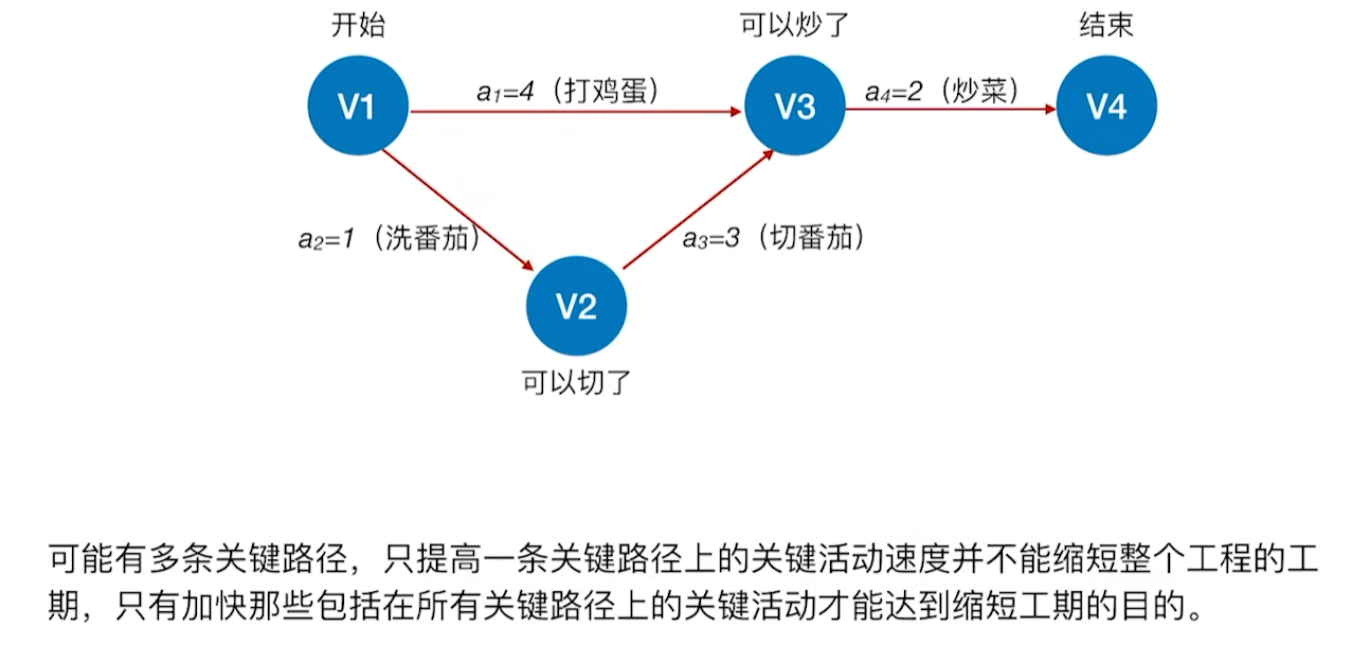 开始
可以炒了
结束
V1
a₁=4（打鸡蛋）
V3
a₄=2（炒菜）
V4
a₂=1（洗番茄）
a₃=3（切番茄）
V2
可以切了
可能有多条关键路径，只提高一条关键路径上的关键活动速度并不能缩短整个工程的工
期，只有加快那些包括在所有关键路径上的关键活动才能达到缩短工期的目的。